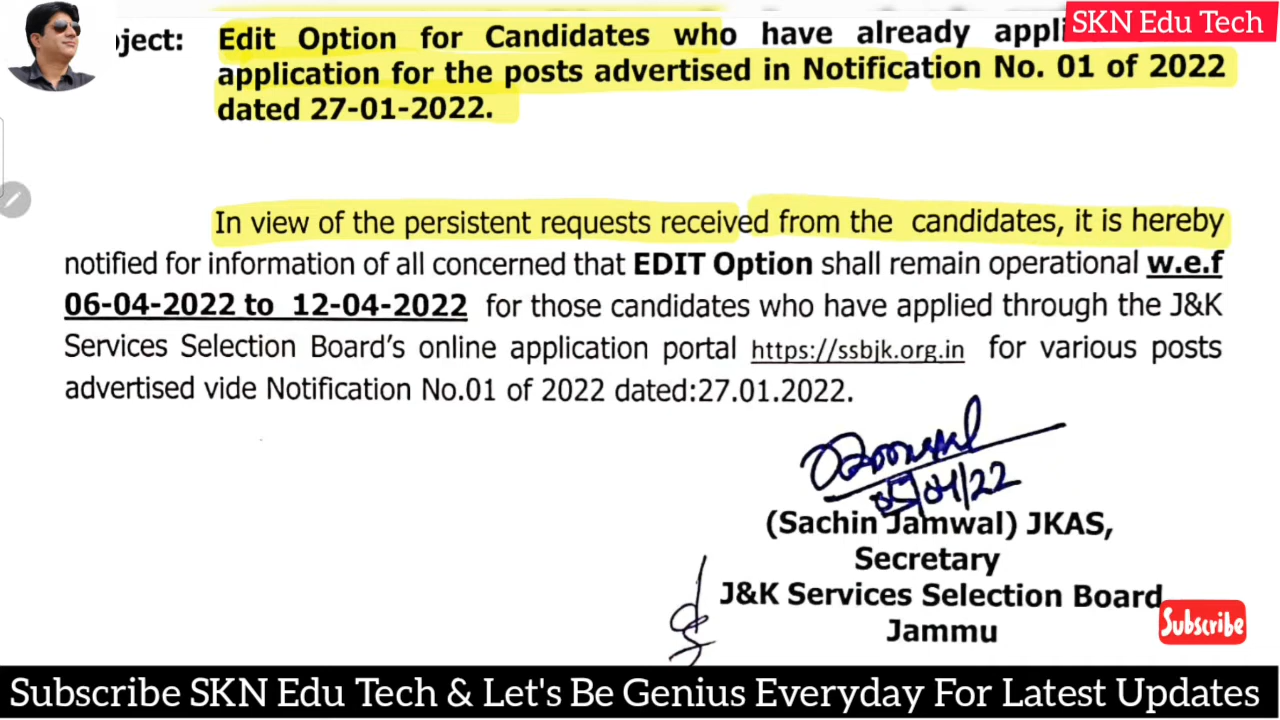 SKN Edu Tech
oject: Edit Option for Candidates who have already appl
application for the posts advertised in Notification No. 01 of 2022
dated 27-01-2022.
In view of the persistent requests received from the candidates, it is hereby
notified for information of all concerned that EDIT Option shall remain operational w.e.f
06-04-2022 to 12-04-2022 for those candidates who have applied through the J&K
Services Selection Board's online application portal https://ssbjk.org.in for various posts
advertised vide Notification No.01 of 2022 dated:27.01.2022.
05/04/22
(Sachin Jamwal) JKAS,
Secretary
J&K Services Selection Board
Jammu
Subscribe
Subscribe SKN Edu Tech & Let's Be Genius Everyday For Latest Updates